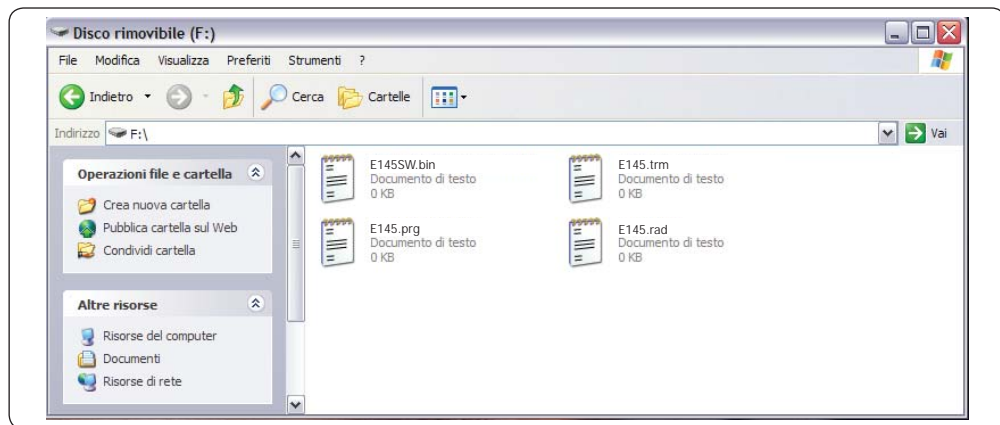 Disco rimovibile (F:)
File Modifica Visualizza Preferiti Strumenti ?
Indietro Cerca Cartelle
Indirizzo F:\ Vai
Operazioni file e cartella
Crea nuova cartella
Pubblica cartella sul Web
Condividi cartella
Altre risorse
Risorse del computer
Documenti
Risorse di rete
E145SW.bin
Documento di testo
0 KB
E145.trm
Documento di testo
0 KB
E145.prg
Documento di testo
0 KB
E145.rad
Documento di testo
0 KB